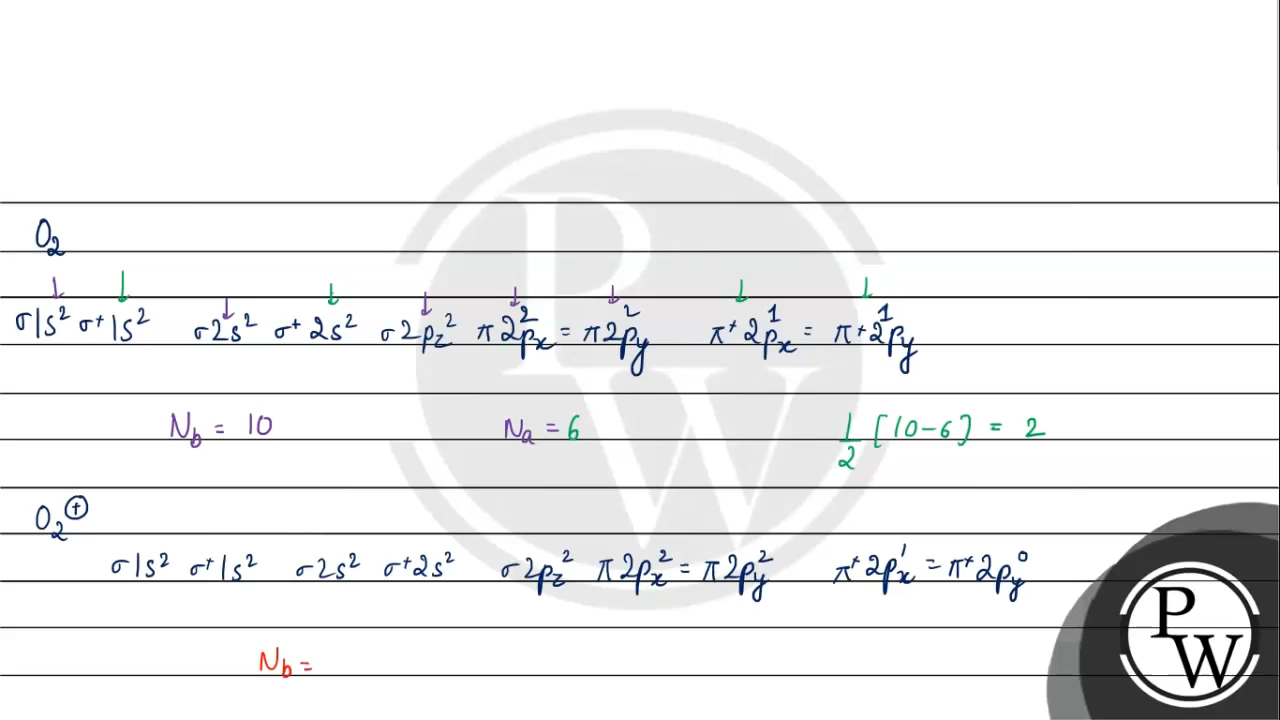 O₂
σ1s² σ*1s² σ2s² σ*2s² σ2pz² π2px² = π2py² π*2px¹ = π*2py¹
Nb = 10 Na = 6 1/2 [10-6] = 2
O₂⊕
σ1s² σ*1s² σ2s² σ*2s² σ2pz² π2px² = π2py² π*2px¹ = π*2py⁰
Nb =
P
W
P
W